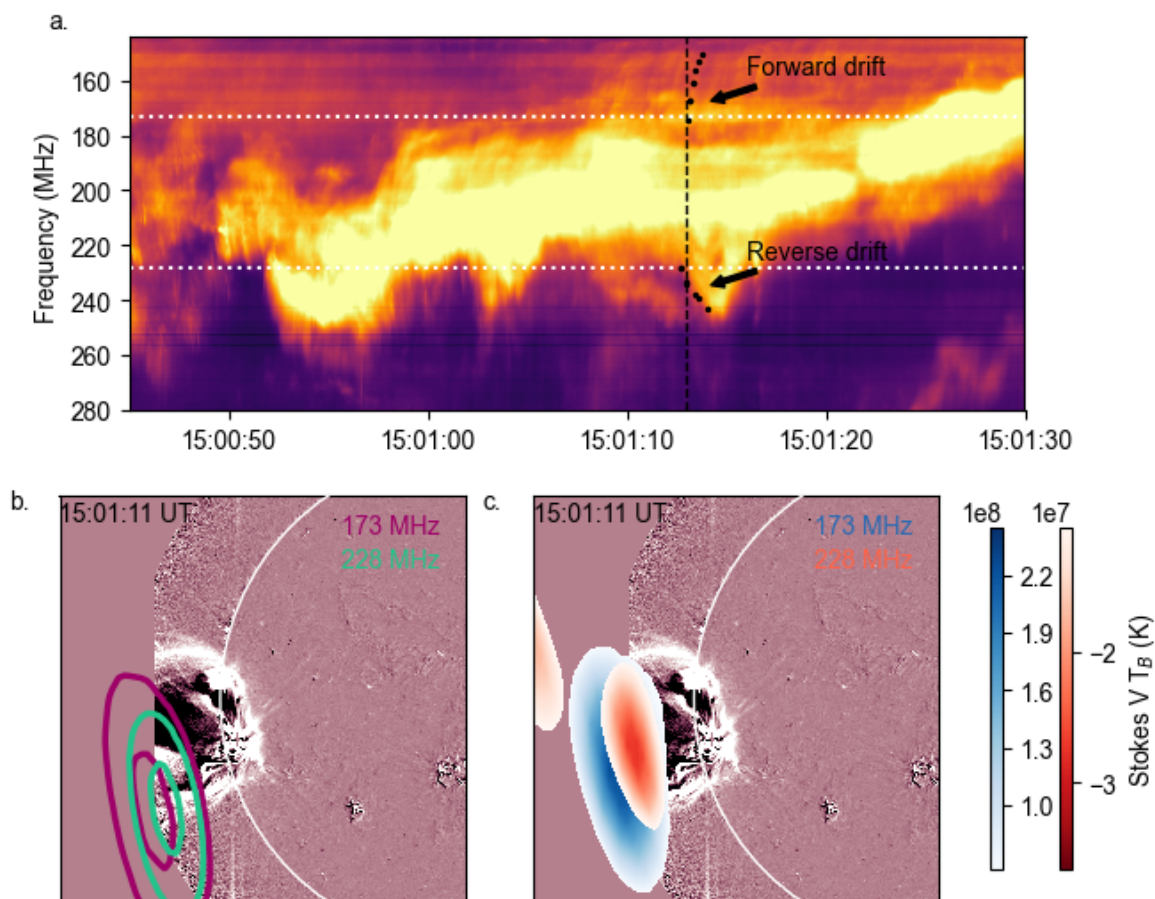 a.
Forward drift
Reverse drift
Frequency (MHz)
160
180
200
220
240
260
280
15:00:50 15:01:00 15:01:10 15:01:20 15:01:30
b.
15:01:11 UT
173 MHz
228 MHz
c.
15:01:11 UT
173 MHz
228 MHz
1e8
2.2
1.9
1.6
1.3
1.0
1e7
−2
−3
Stokes V T_B (K)